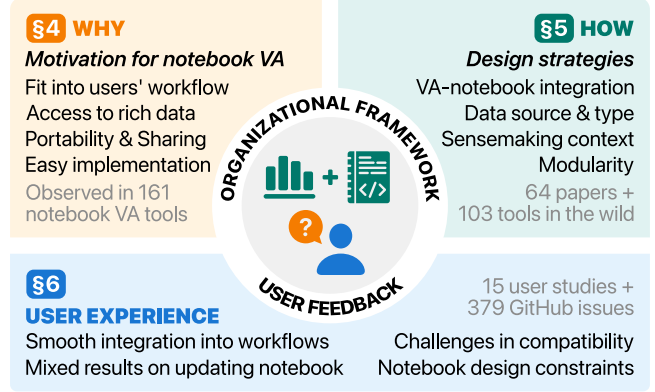 §4 WHY
Motivation for notebook VA
Fit into users' workflow
Access to rich data
Portability & Sharing
Easy implementation
Observed in 161
notebook VA tools
§5 HOW
Design strategies
VA-notebook integration
Data source & type
Sensemaking context
Modularity
64 papers +
103 tools in the wild
ORGANIZATIONAL FRAMEWORK
+
</>
?
USER FEEDBACK
§6
USER EXPERIENCE
Smooth integration into workflows
Mixed results on updating notebook
15 user studies +
379 GitHub issues
Challenges in compatibility
Notebook design constraints